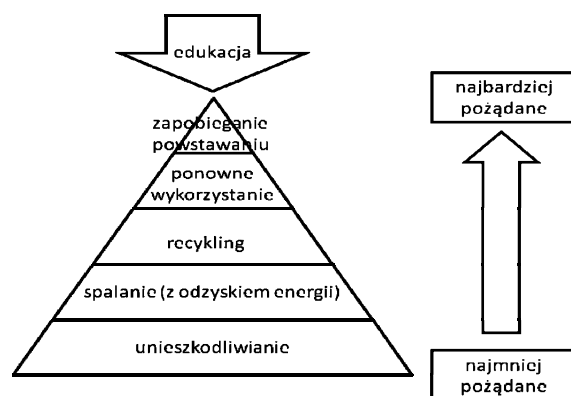 edukacja
zapobieganie
powstawaniu
ponowne
wykorzystanie
recykling
spalanie (z odzyskiem energii)
unieszkodliwianie
najbardziej
pożądane
najmniej
pożądane